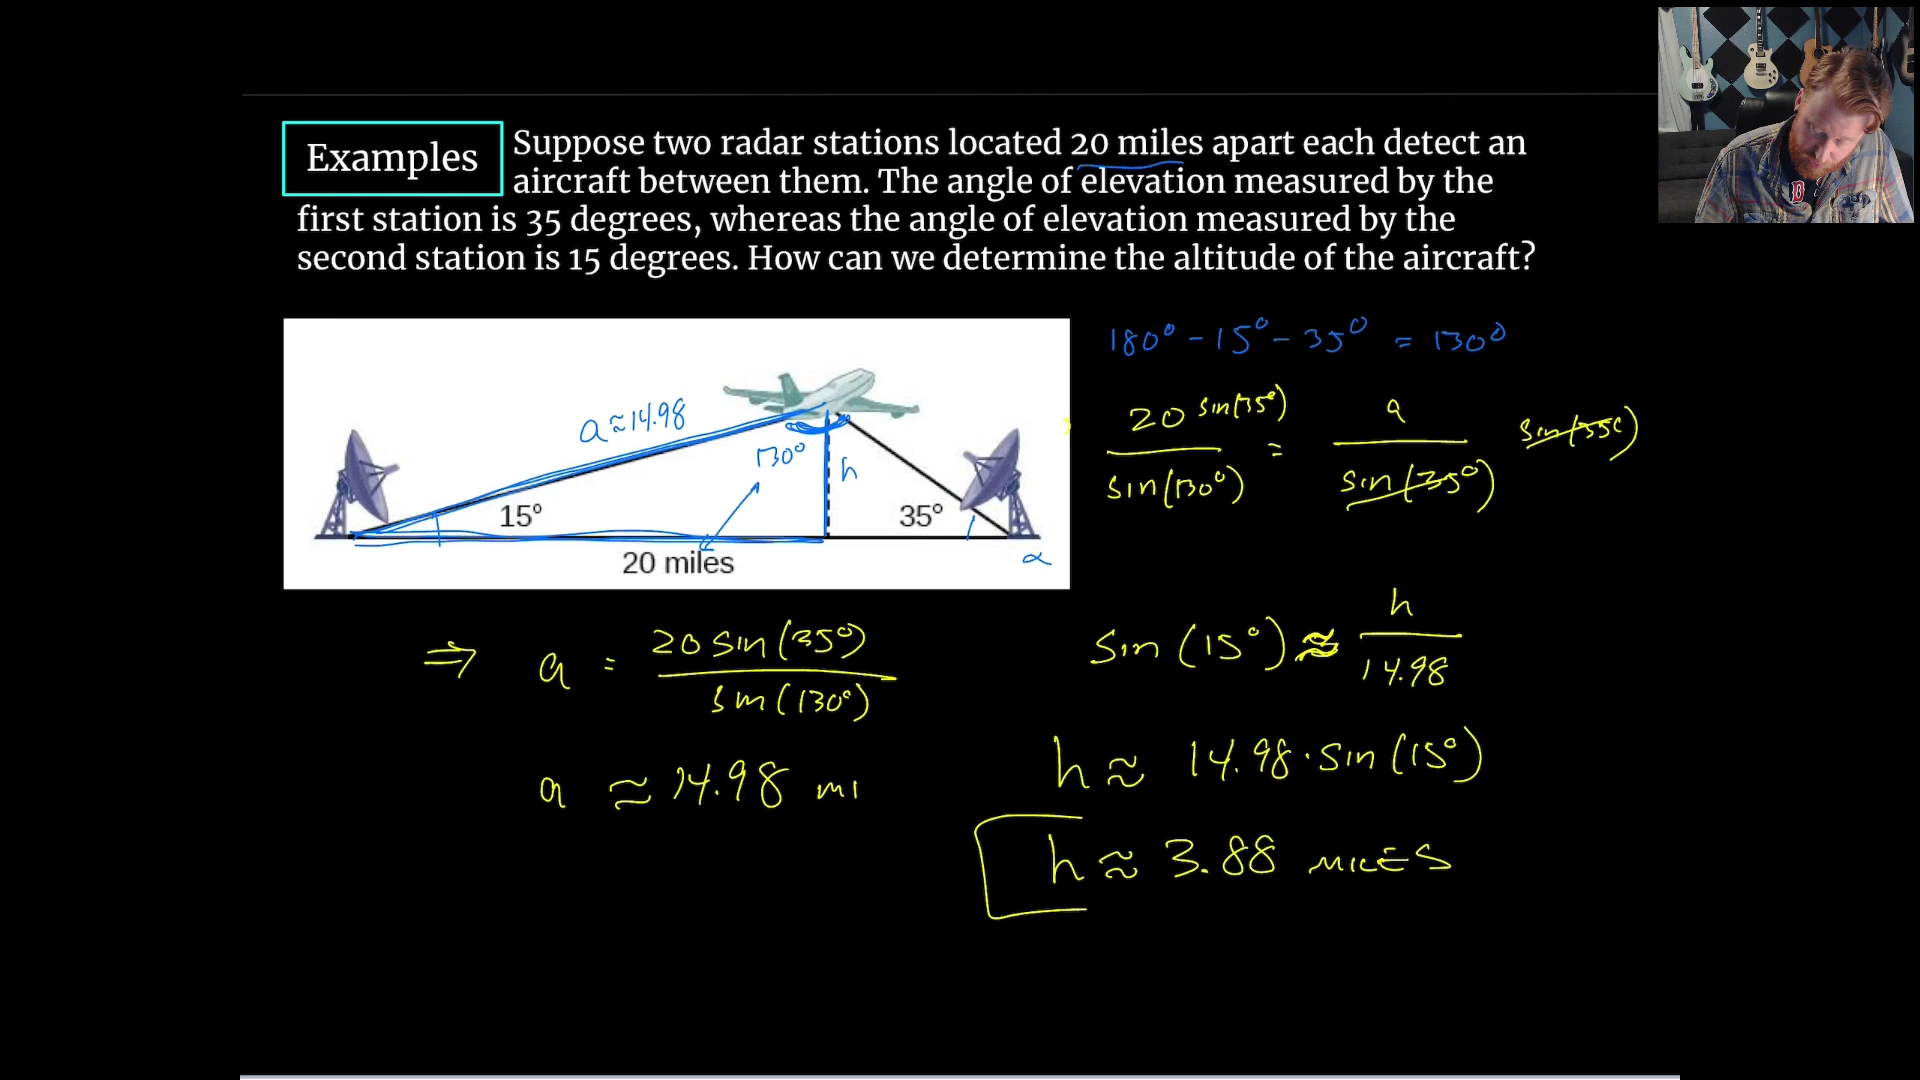 Examples
Suppose two radar stations located 20 miles apart each detect an
aircraft between them. The angle of elevation measured by the
first station is 35 degrees, whereas the angle of elevation measured by the
second station is 15 degrees. How can we determine the altitude of the aircraft?
180° - 15° - 35° = 130°
20 sin(35°) / sin(130°) = a / sin(35°) sin(35°)
a ≈ 14.98
130°
h
15°
35°
20 miles
α
⇒ a = 20 sin(35°) / sin(130°)
a ≈ 14.98 mi
sin(15°) ≈ h / 14.98
h ≈ 14.98 · sin(15°)
h ≈ 3.88 MILES